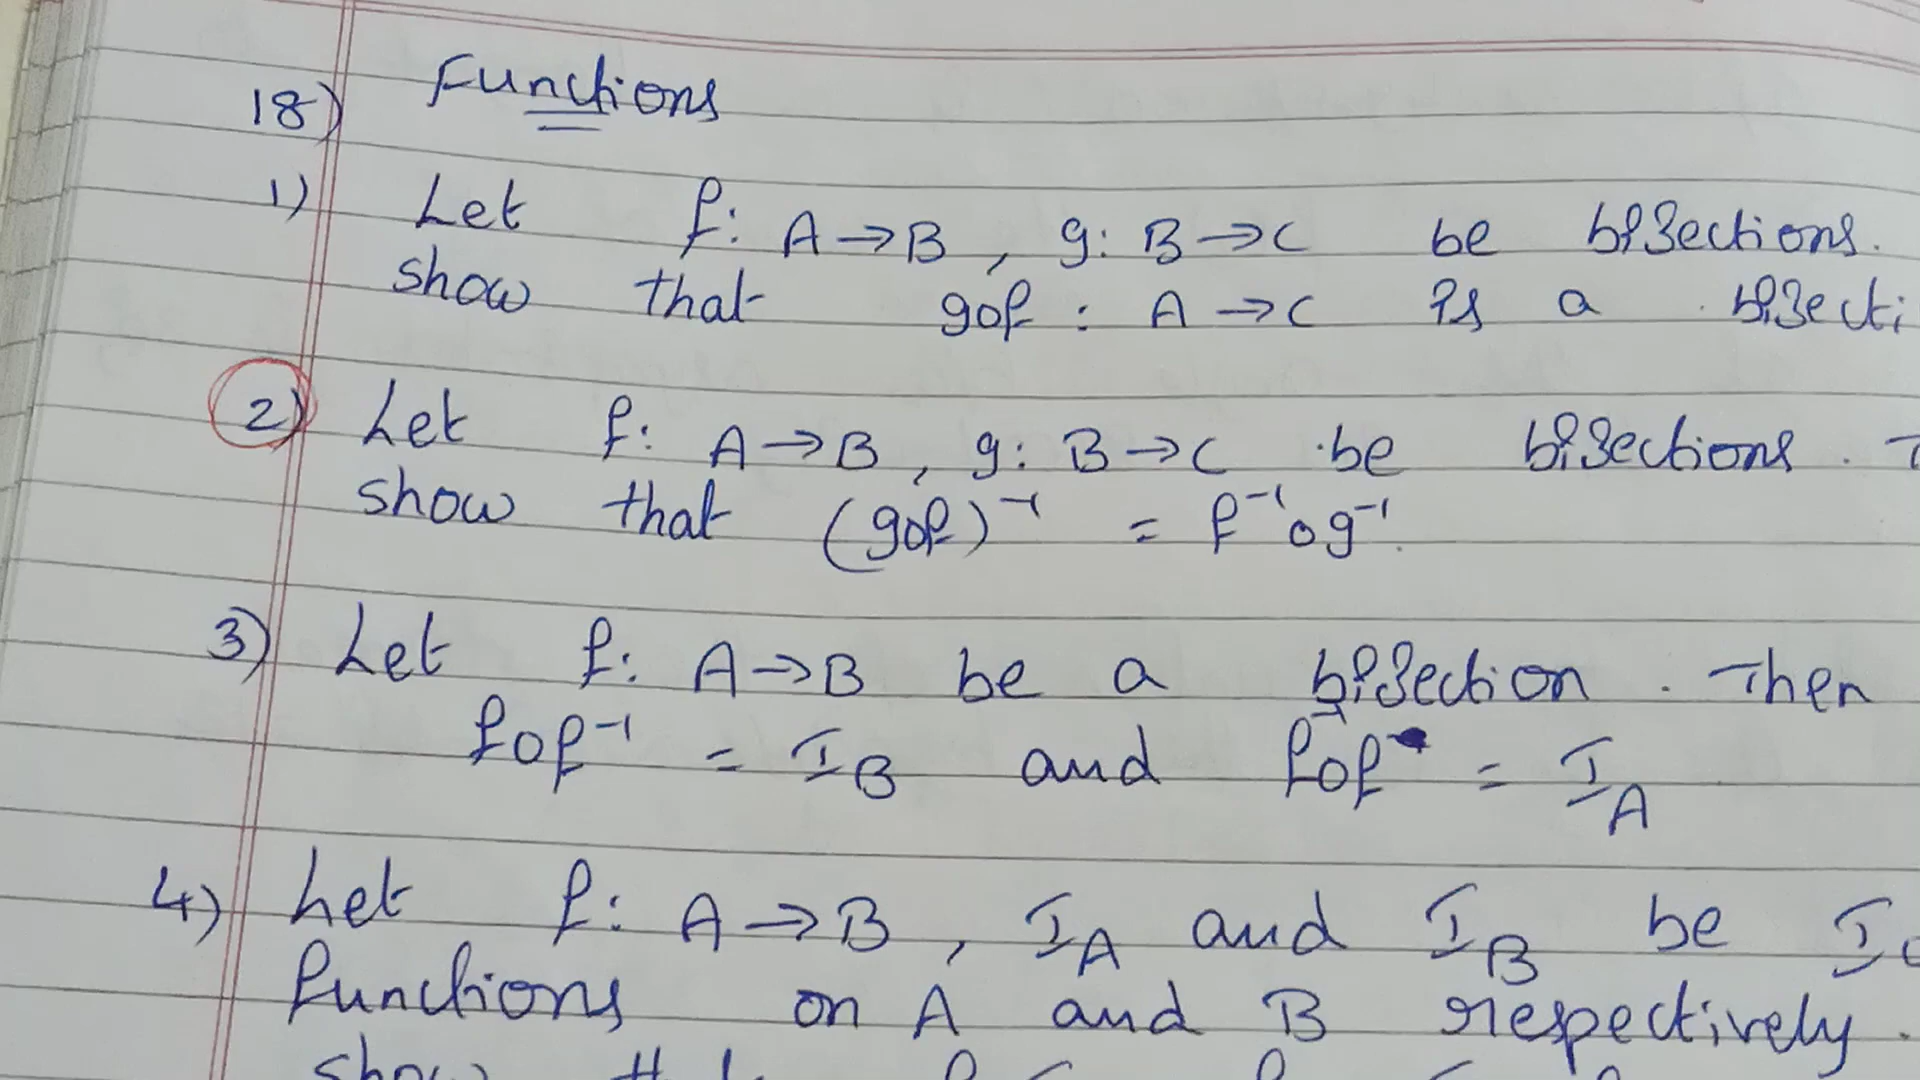 18) Functions
1) Let f: A→B, g: B→C be bijections.
show that gof : A→C is a
2) Let f: A→B, g: B→C be bijections.
show that (gof)⁻¹ = f⁻¹og⁻¹.
3) Let f: A→B be a bijection. Then
fof⁻¹ = I_B and f⁻¹of = I_A
4) Let f: A→B, I_A and I_B be
functions on A and B respectively.
show